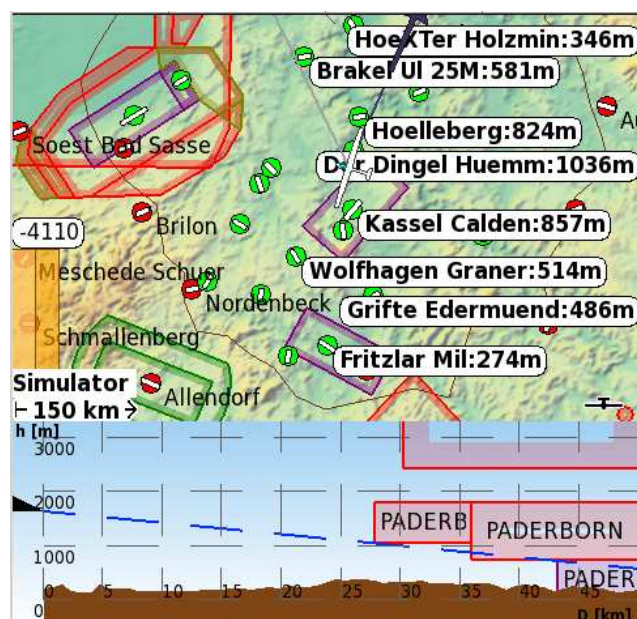 HoeXTer Holzmin:346m
Brakel Ul 25M:581m
Hoelleberg:824m
Soest Bad Sasse
Dor Dingel Huemm:1036m
Brilon
Kassel Calden:857m
-4110
Meschede Schuer
Wolfhagen Graner:514m
Nordenbeck
Grifte Edermuend:486m
Schmallenberg
Fritzlar Mil:274m
Simulator
Allendorf
150 km
h [m]
3000
2000
PADERB
PADERBORN
1000
PADER
0 5 10 15 20 25 30 35 40 45
0
D [km]